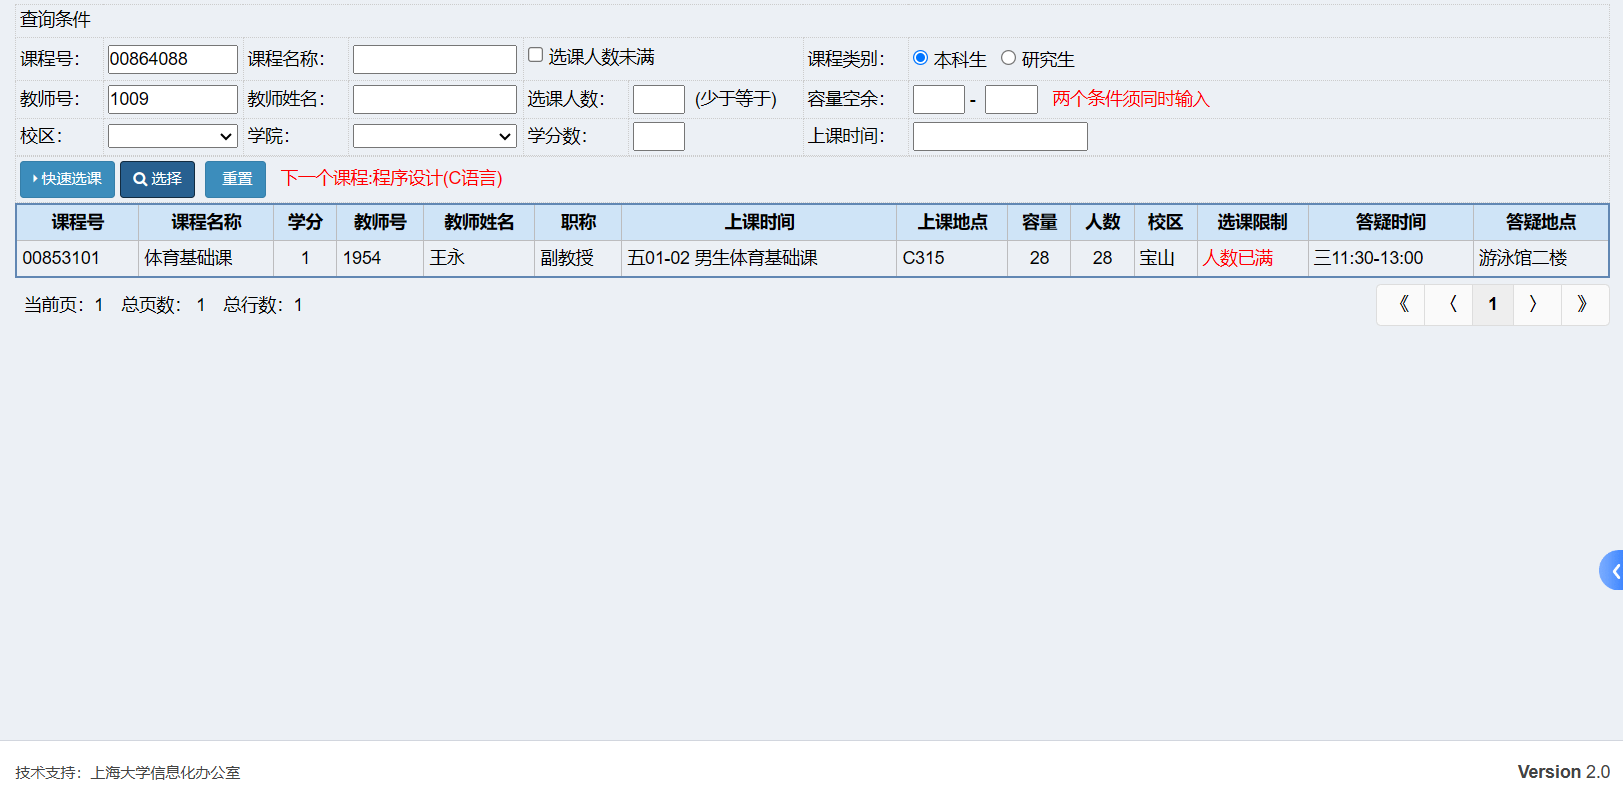 查询条件
课程号： 00864088 课程名称： 选课人数未满 课程类别： 本科生 研究生
教师号： 1009 教师姓名： 选课人数： (少于等于) 容量空余： - 两个条件须同时输入
校区： 学院： 学分数： 上课时间：
快速选课 选择 重置 下一个课程:程序设计(C语言)
课程号 课程名称 学分 教师号 教师姓名 职称 上课时间 上课地点 容量 人数 校区 选课限制 答疑时间 答疑地点
00853101 体育基础课 1 1954 王永 副教授 五01-02 男生体育基础课 C315 28 28 宝山 人数已满 三11:30-13:00 游泳馆二楼
当前页：1 总页数：1 总行数：1 《 〈 1 〉 》
技术支持：上海大学信息化办公室 Version 2.0